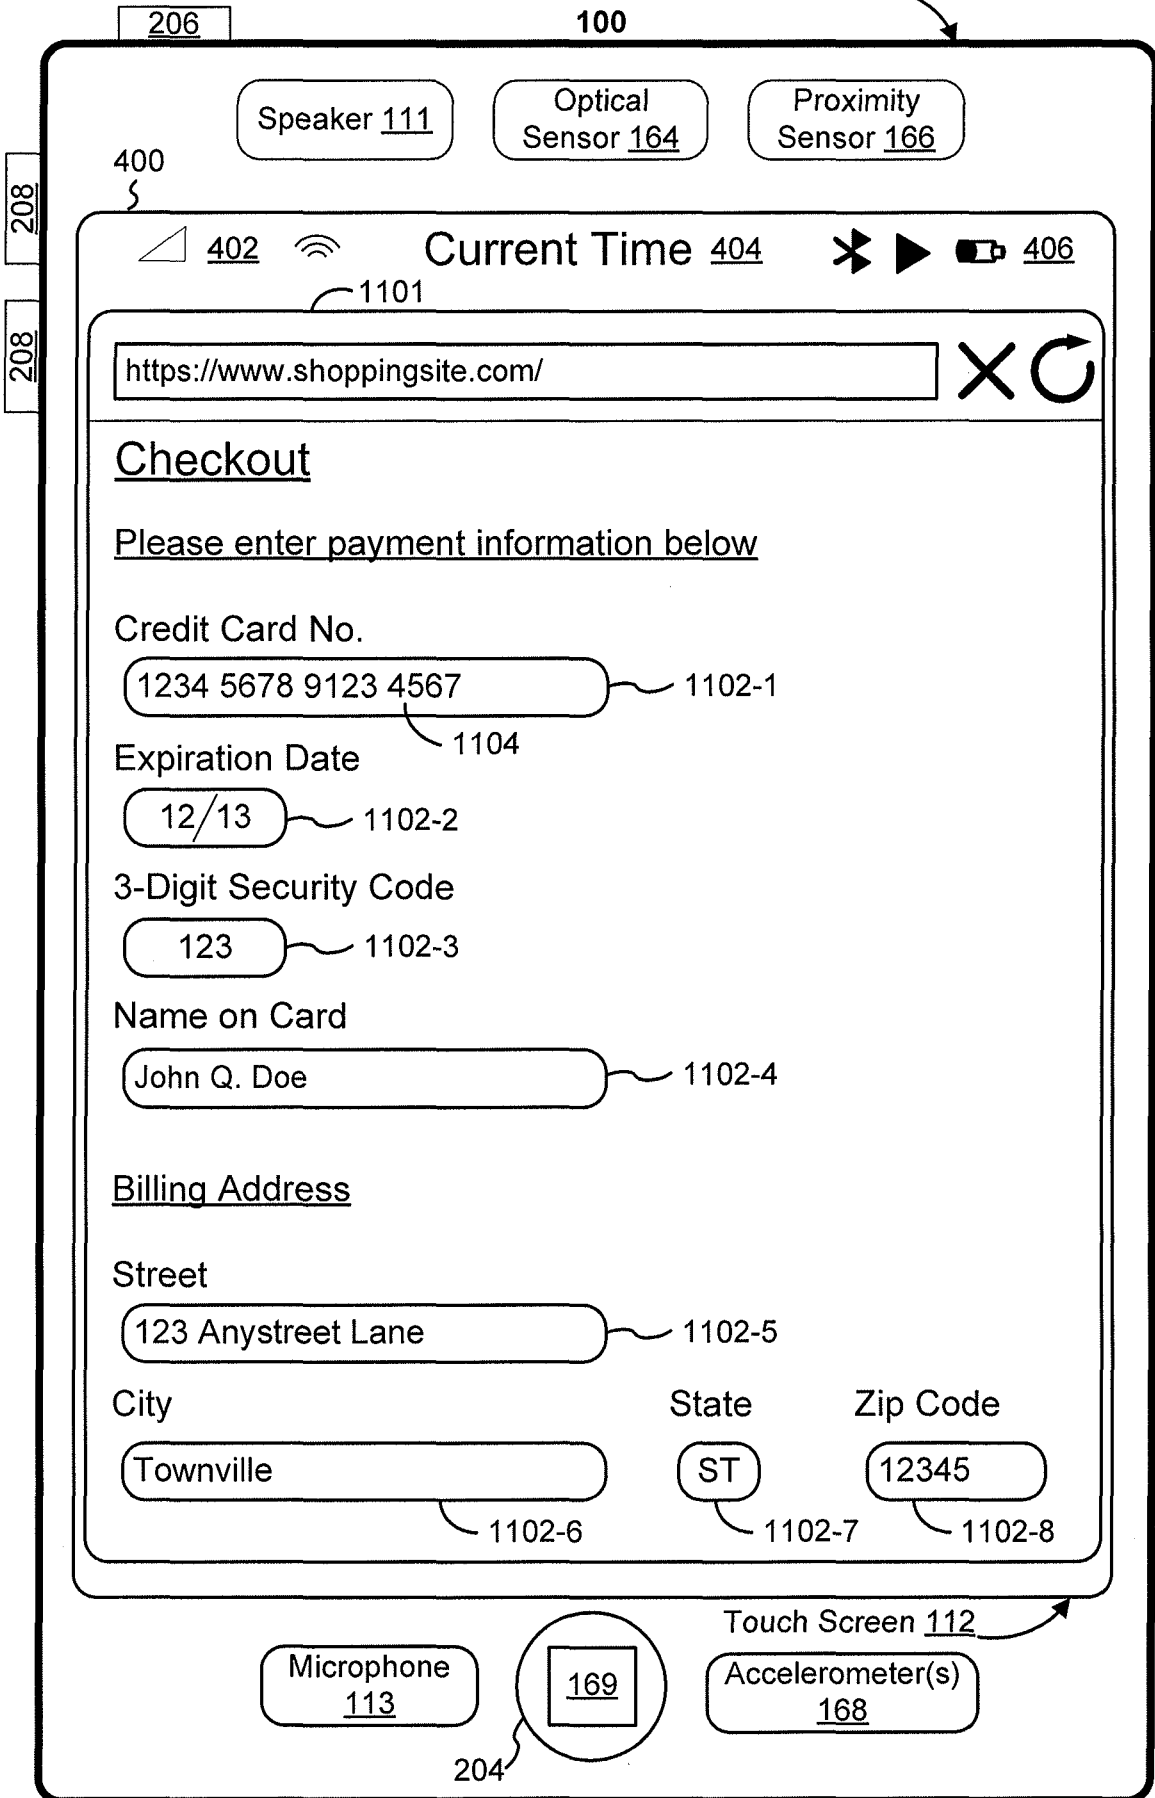 206
100
Speaker 111
Optical
Sensor 164
Proximity
Sensor 166
400
208
402
Current Time 404
406
1101
208
https://www.shoppingsite.com/
Checkout
Please enter payment information below
Credit Card No.
1234 5678 9123 4567
1102-1
1104
Expiration Date
12/13
1102-2
3-Digit Security Code
123
1102-3
Name on Card
John Q. Doe
1102-4
Billing Address
Street
123 Anystreet Lane
1102-5
City
State
Zip Code
Townville
ST
12345
1102-6
1102-7
1102-8
Touch Screen 112
Microphone
113
169
Accelerometer(s)
168
204